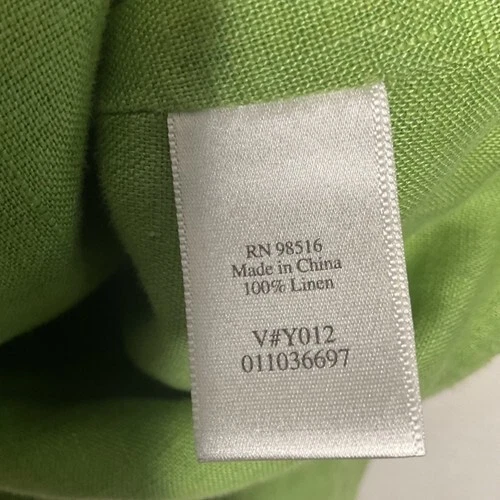 RN 98516
Made in China
100% Linen
V#Y012
011036697